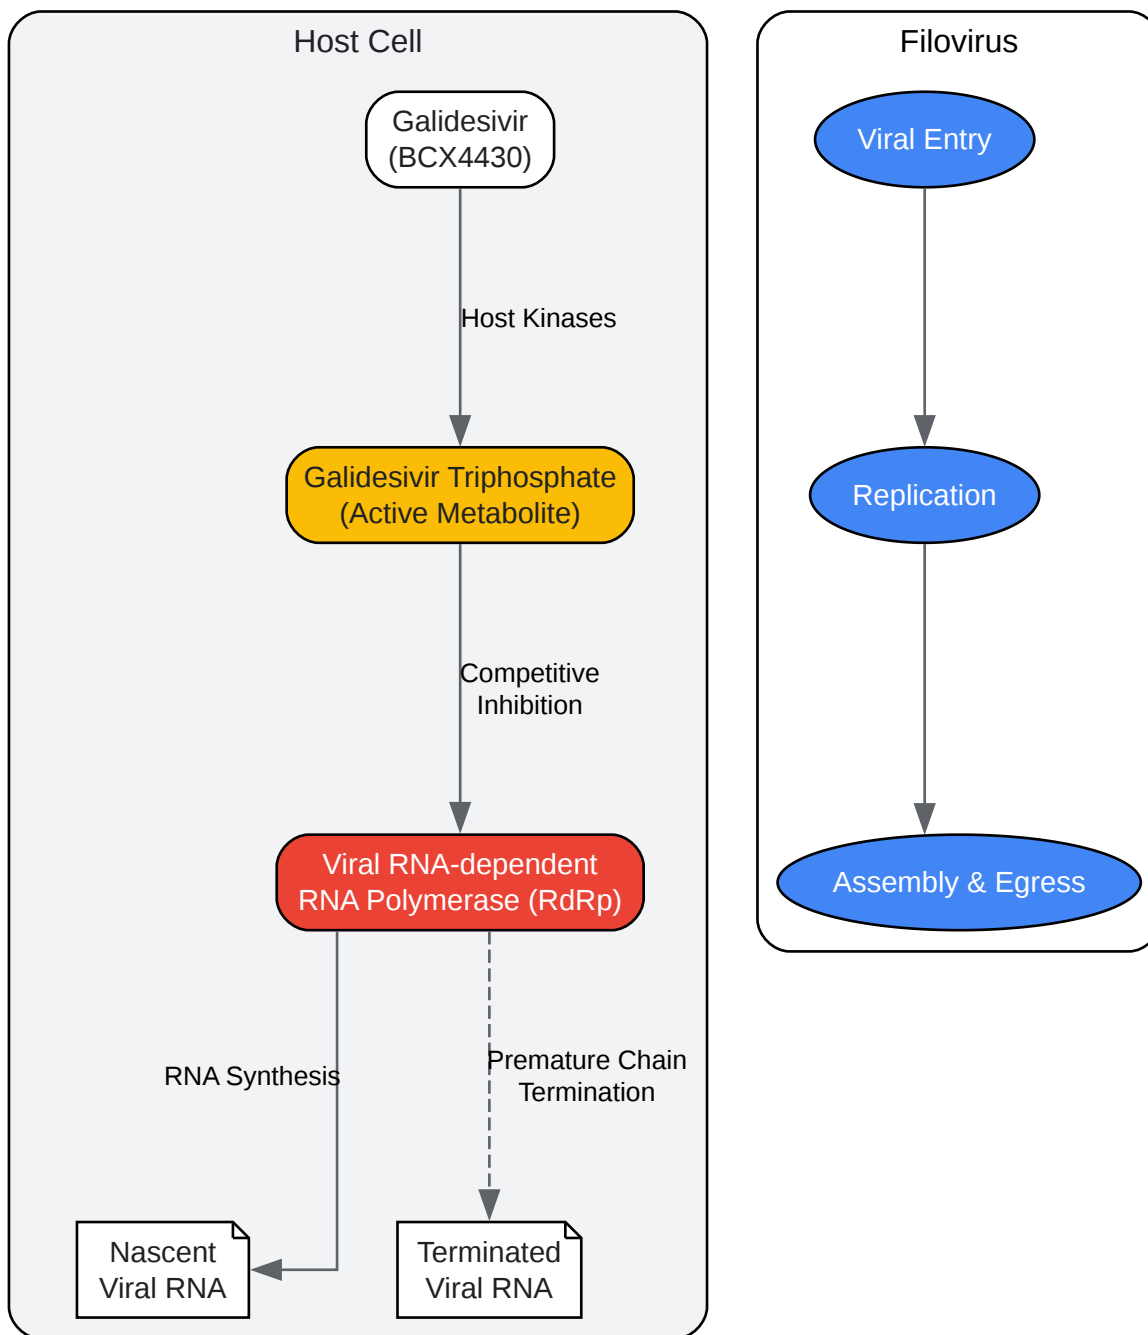 Host Cell
Galidesivir
(BCX4430)
Host Kinases
Galidesivir Triphosphate
(Active Metabolite)
Competitive
Inhibition
Viral RNA-dependent
RNA Polymerase (RdRp)
RNA Synthesis
Premature Chain
Termination
Nascent
Viral RNA
Terminated
Viral RNA
Filovirus
Viral Entry
Replication
Assembly & Egress